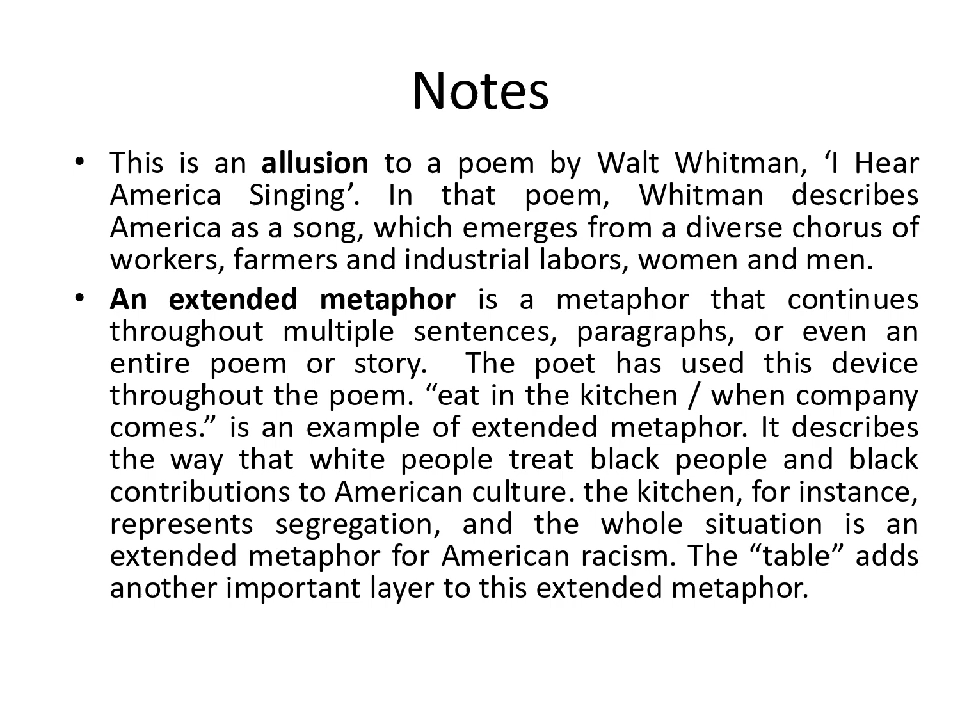 Notes
• This is an allusion to a poem by Walt Whitman, ‘I Hear
America Singing’. In that poem, Whitman describes
America as a song, which emerges from a diverse chorus of
workers, farmers and industrial labors, women and men.
• An extended metaphor is a metaphor that continues
throughout multiple sentences, paragraphs, or even an
entire poem or story.  The poet has used this device
throughout the poem. “eat in the kitchen / when company
comes.” is an example of extended metaphor. It describes
the way that white people treat black people and black
contributions to American culture. the kitchen, for instance,
represents segregation, and the whole situation is an
extended metaphor for American racism. The “table” adds
another important layer to this extended metaphor.